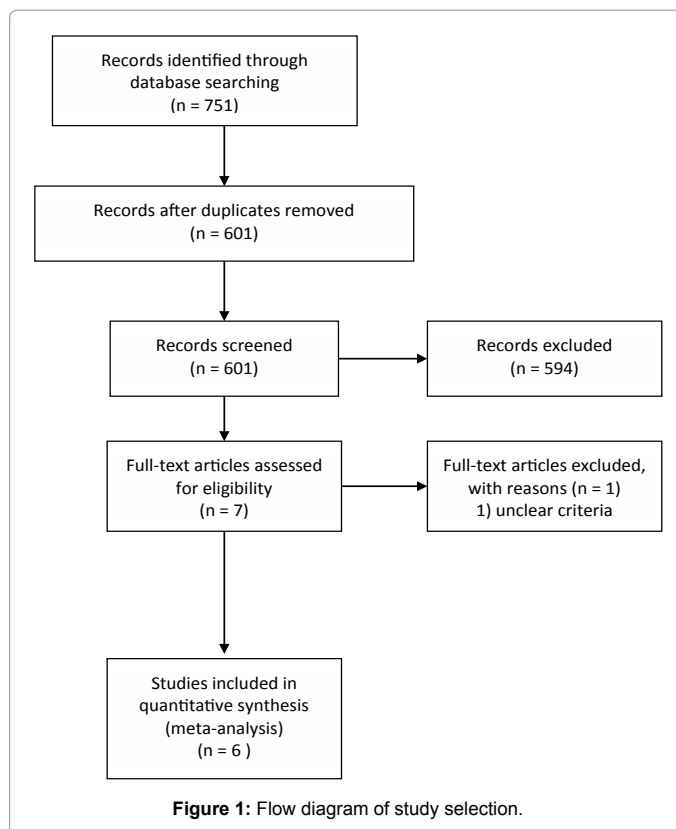 Records identified through
database searching
(n = 751)
Records after duplicates removed
(n = 601)
Records screened
(n = 601)
Records excluded
(n = 594)
Full-text articles assessed
for eligibility
(n = 7)
Full-text articles excluded,
with reasons (n = 1)
1) unclear criteria
Studies included in
quantitative synthesis
(meta-analysis)
(n = 6 )
Figure 1: Flow diagram of study selection.